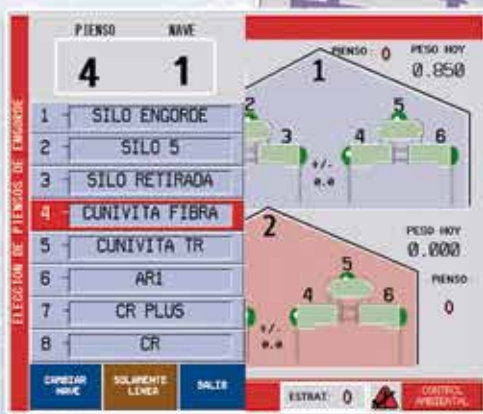 PIENSO NAVE
4 1
ELECCION DE PIENSOS DE ENGORDE
1 SILO ENGORDE
2 SILO 5
3 SILO RETIRADA
4 CUNIVITA FIBRA
5 CUNIVITA TR
6 AR1
7 CR PLUS
8 CR
CAMBIAR NAVE
SOLAMENTE LINEA
SALIR
PIENSO: 0
PESO HOY
0.850
1
2 3 4 5 6
+/-
0.0
2
PESO HOY
0.000
PIENSO
0
4 5 6
+/-
0.0
ESTRAT 0
CONTROL AMBIENTAL